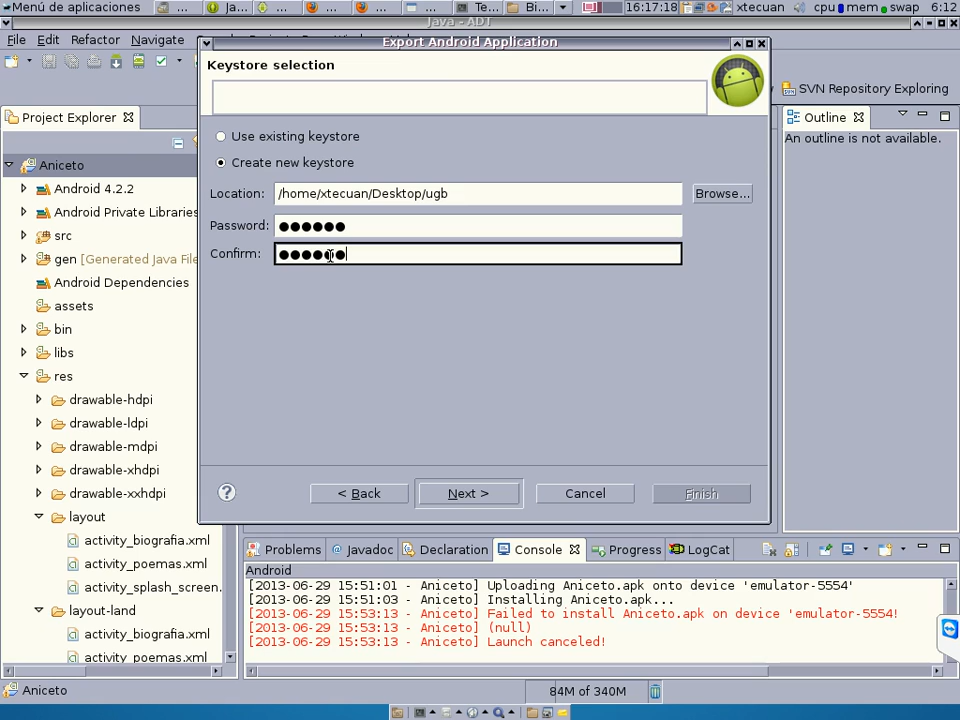 Menú de aplicaciones
...
Ja...
...
...
...
...
Te...
Bi...
16:17:18
xtecuan
cpu
mem
swap
6:12
Java - ADT
File
Edit
Refactor
Navigate
SVN Repository Exploring
Project Explorer
Aniceto
Android 4.2.2
Android Private Libraries
src
gen [Generated Java File
Android Dependencies
assets
bin
libs
res
drawable-hdpi
drawable-ldpi
drawable-mdpi
drawable-xhdpi
drawable-xxhdpi
layout
activity_biografia.xml
activity_poemas.xml
activity_splash_screen.
layout-land
activity_biografia.xml
activity_poemas.xml
Export Android Application
Keystore selection
Use existing keystore
Create new keystore
Location: /home/xtecuan/Desktop/ugb Browse...
Password: ●●●●●●
Confirm: ●●●●●●
?
< Back
Next >
Cancel
Finish
Outline
An outline is not available.
Problems
Javadoc
Declaration
Console
Progress
LogCat
Android
[2013-06-29 15:51:01 - Aniceto] Uploading Aniceto.apk onto device 'emulator-5554'
[2013-06-29 15:51:03 - Aniceto] Installing Aniceto.apk...
[2013-06-29 15:53:13 - Aniceto] Failed to install Aniceto.apk on device 'emulator-5554!
[2013-06-29 15:53:13 - Aniceto] (null)
[2013-06-29 15:53:13 - Aniceto] Launch canceled!
Aniceto
84M of 340M